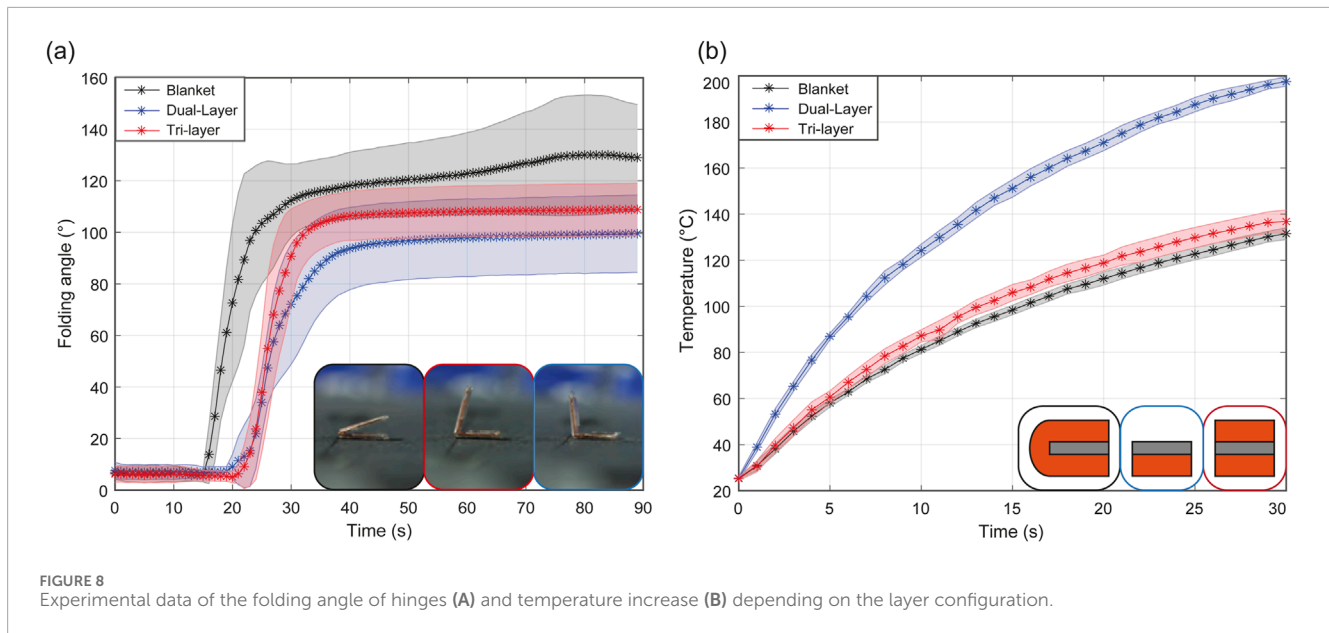 (a)
160
140
120
100
80
60
40
20
0
Folding angle (°)
Blanket
Dual-Layer
Tri-layer
0 10 20 30 40 50 60 70 80 90
Time (s)
(b)
200
180
160
140
120
100
80
60
40
20
Temperature (°C)
Blanket
Dual-Layer
Tri-layer
0 5 10 15 20 25 30
Time (s)
FIGURE 8
Experimental data of the folding angle of hinges (A) and temperature increase (B) depending on the layer configuration.